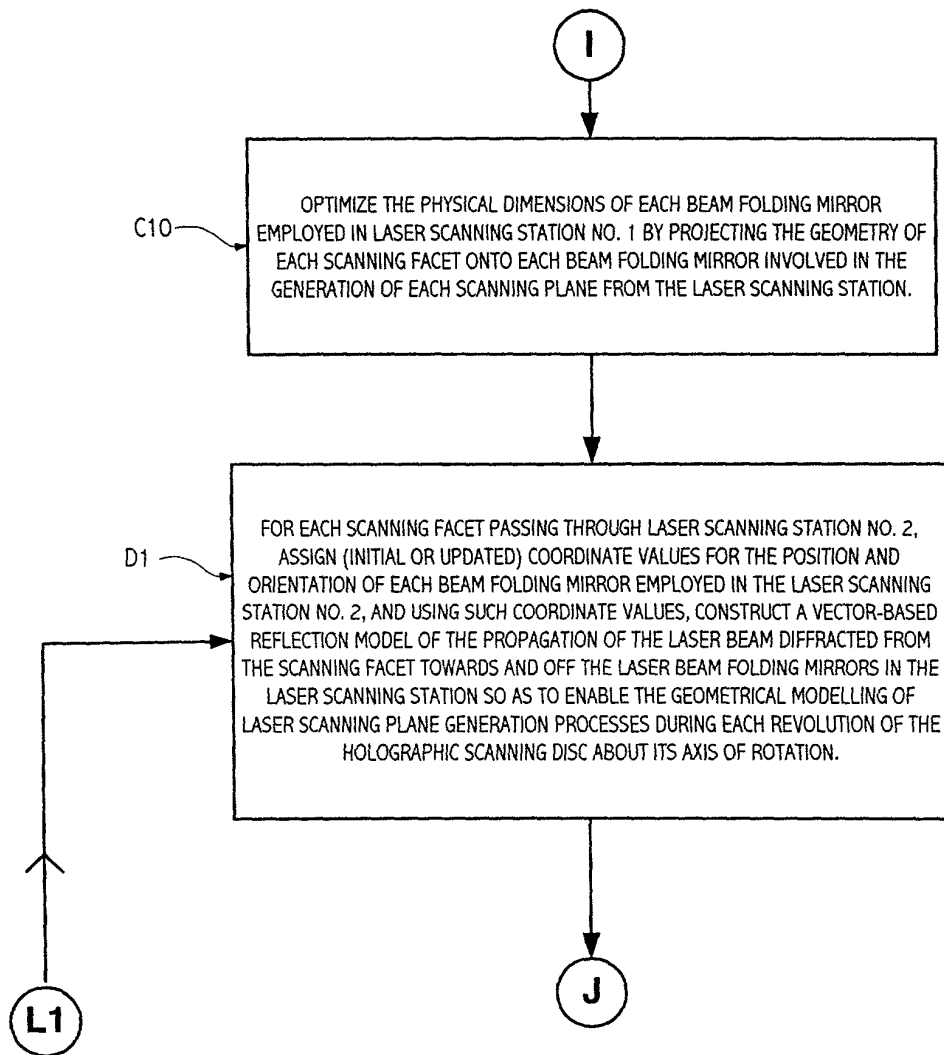 I
C10
OPTIMIZE THE PHYSICAL DIMENSIONS OF EACH BEAM FOLDING MIRROR
EMPLOYED IN LASER SCANNING STATION NO. 1 BY PROJECTING THE GEOMETRY OF
EACH SCANNING FACET ONTO EACH BEAM FOLDING MIRROR INVOLVED IN THE
GENERATION OF EACH SCANNING PLANE FROM THE LASER SCANNING STATION.
D1
FOR EACH SCANNING FACET PASSING THROUGH LASER SCANNING STATION NO. 2,
ASSIGN (INITIAL OR UPDATED) COORDINATE VALUES FOR THE POSITION AND
ORIENTATION OF EACH BEAM FOLDING MIRROR EMPLOYED IN THE LASER SCANNING
STATION NO. 2, AND USING SUCH COORDINATE VALUES, CONSTRUCT A VECTOR-BASED
REFLECTION MODEL OF THE PROPAGATION OF THE LASER BEAM DIFFRACTED FROM
THE SCANNING FACET TOWARDS AND OFF THE LASER BEAM FOLDING MIRRORS IN THE
LASER SCANNING STATION SO AS TO ENABLE THE GEOMETRICAL MODELLING OF
LASER SCANNING PLANE GENERATION PROCESSES DURING EACH REVOLUTION OF THE
HOLOGRAPHIC SCANNING DISC ABOUT ITS AXIS OF ROTATION.
J
L1